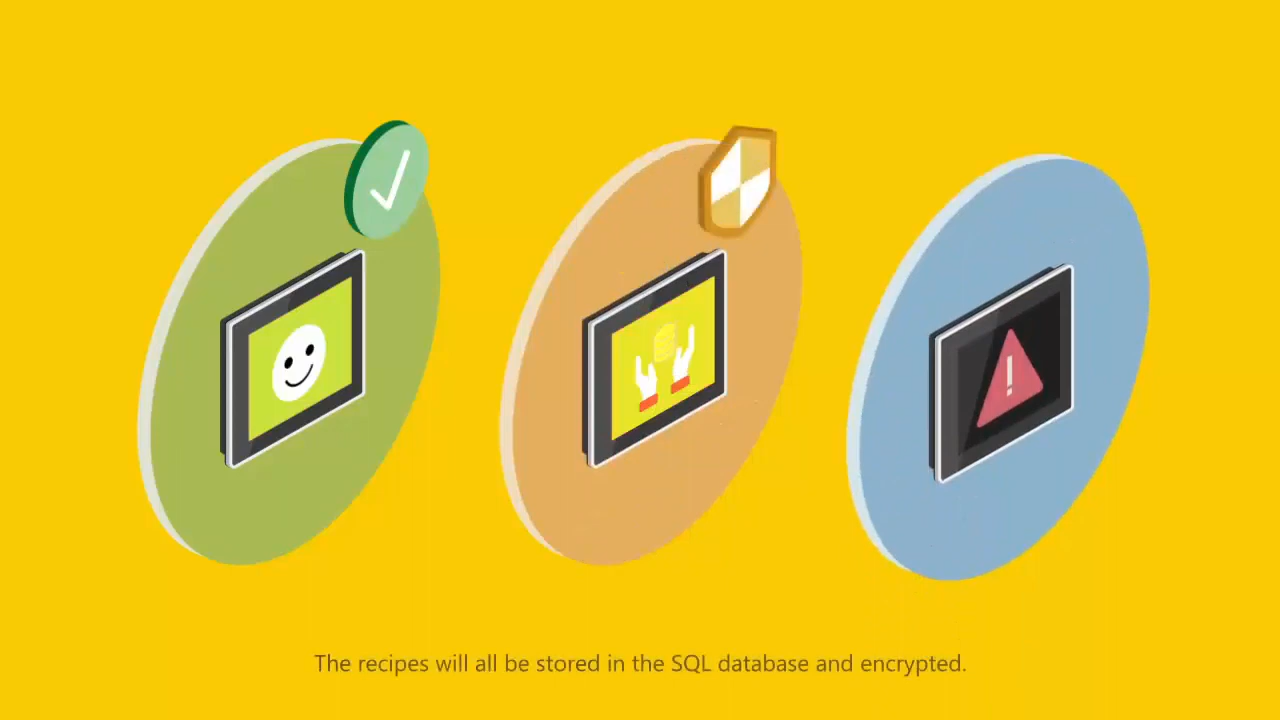 The recipes will all be stored in the SQL database and encrypted.